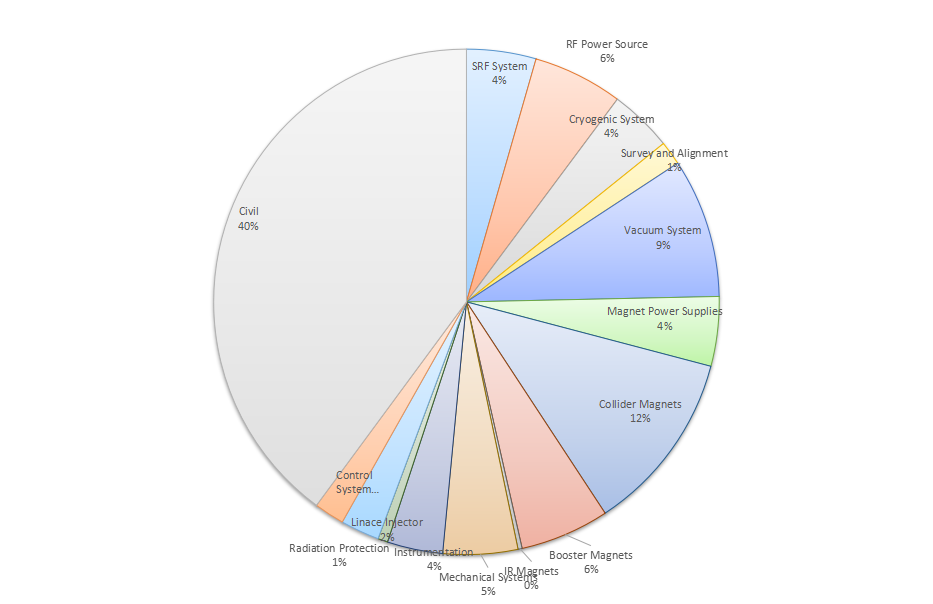 RF Power Source
6%
SRF System
4%
Cryogenic System
4%
Survey and Alignment
1%
Vacuum System
9%
Magnet Power Supplies
4%
Collider Magnets
12%
Booster Magnets
6%
IR Magnets
0%
Mechanical Systems
5%
Instrumentation
4%
Radiation Protection
1%
Linace Injector
2%
Control
System...
Civil
40%